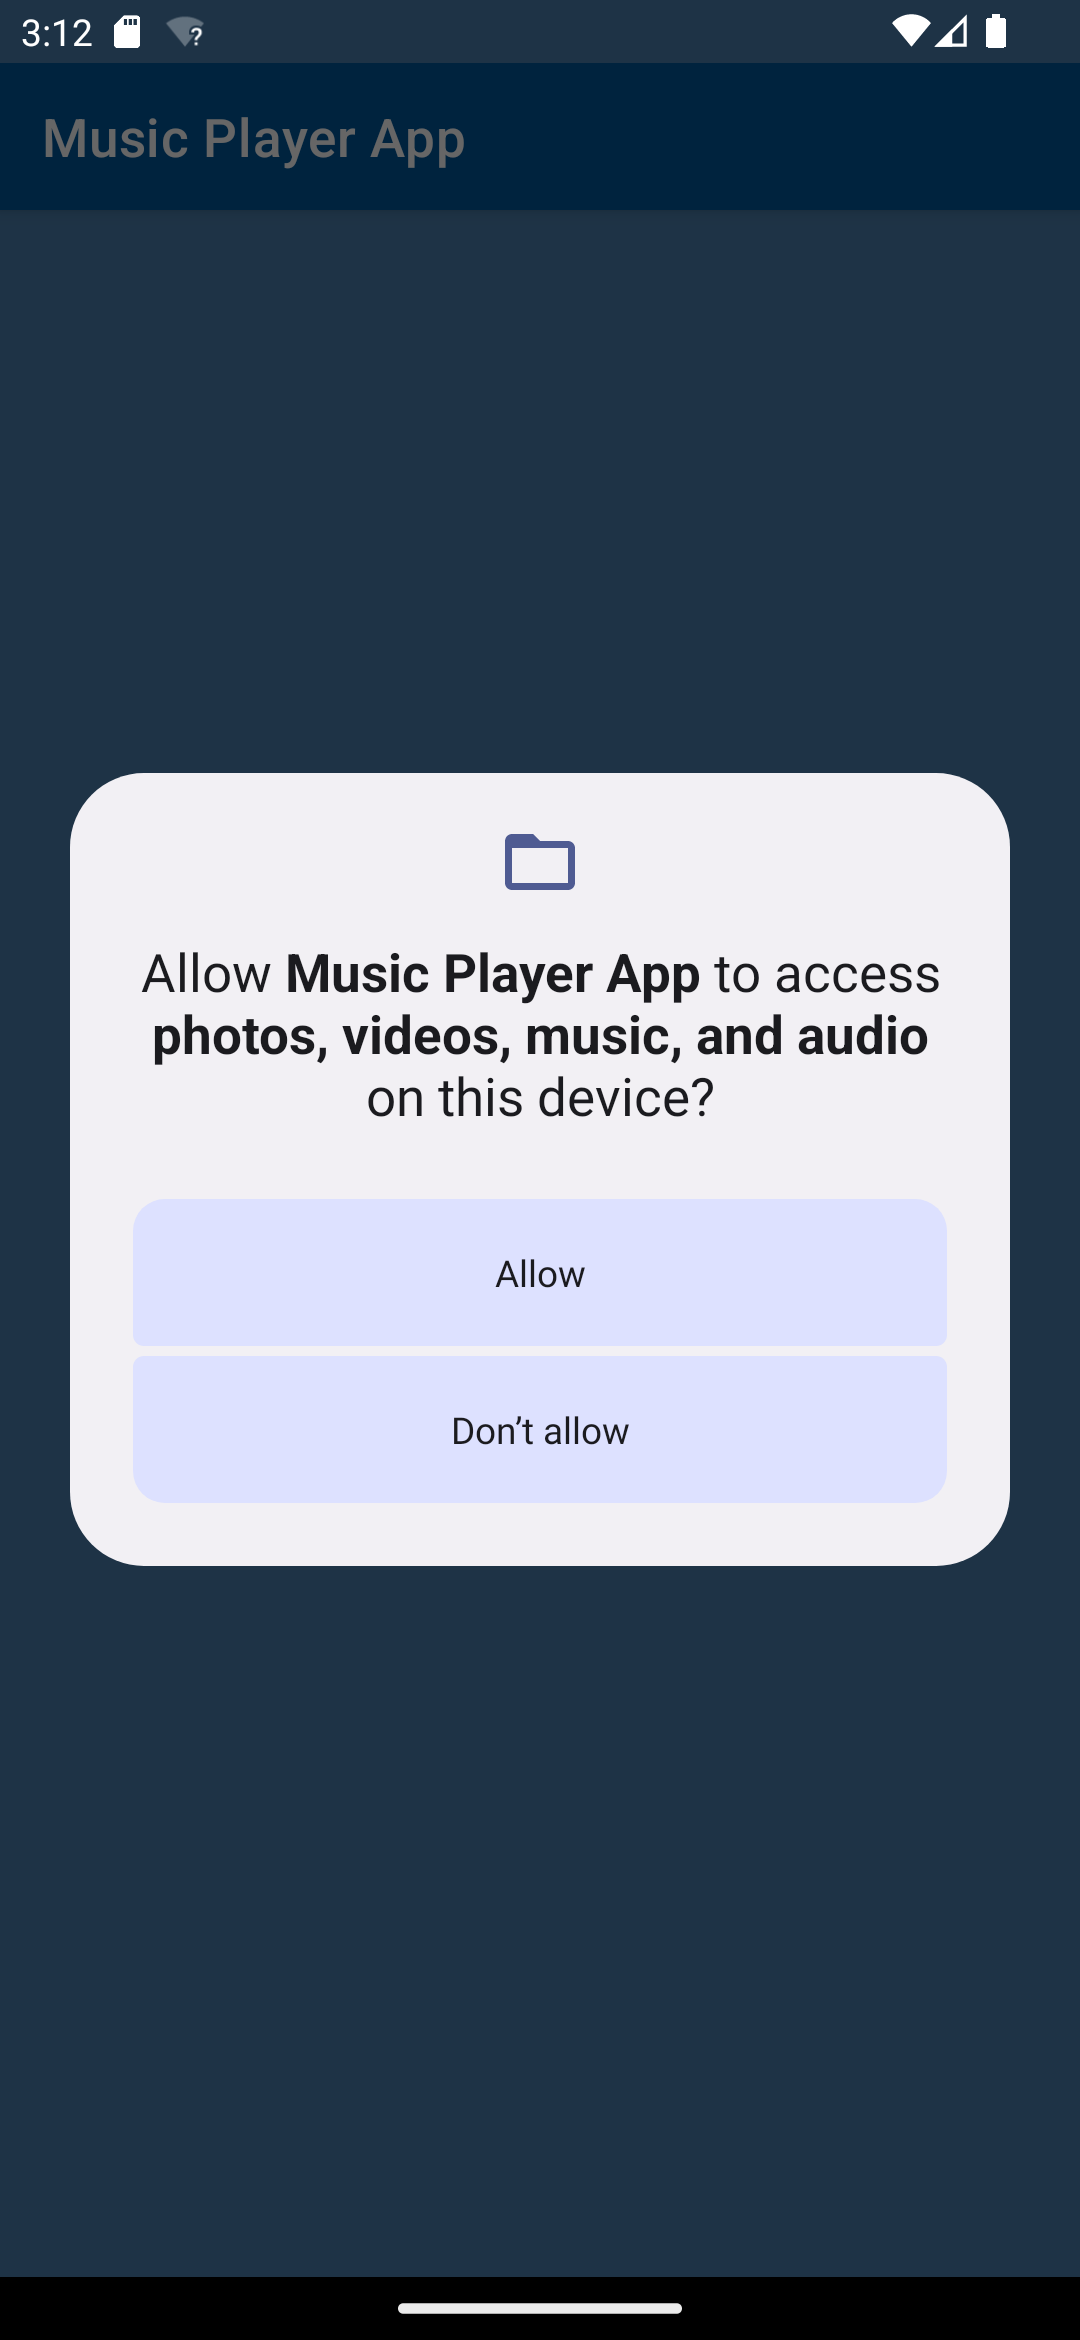 3:12
Music Player App
Allow Music Player App to access
photos, videos, music, and audio
on this device?
Allow
Don’t allow